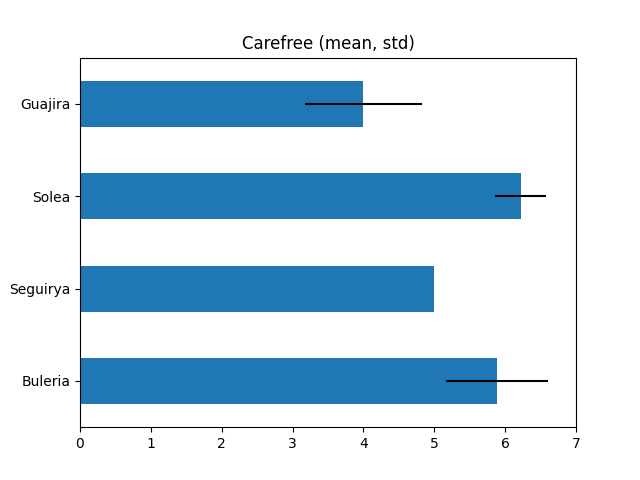 Carefree (mean, std)
Guajira
Solea
Seguirya
Buleria
0 1 2 3 4 5 6 7